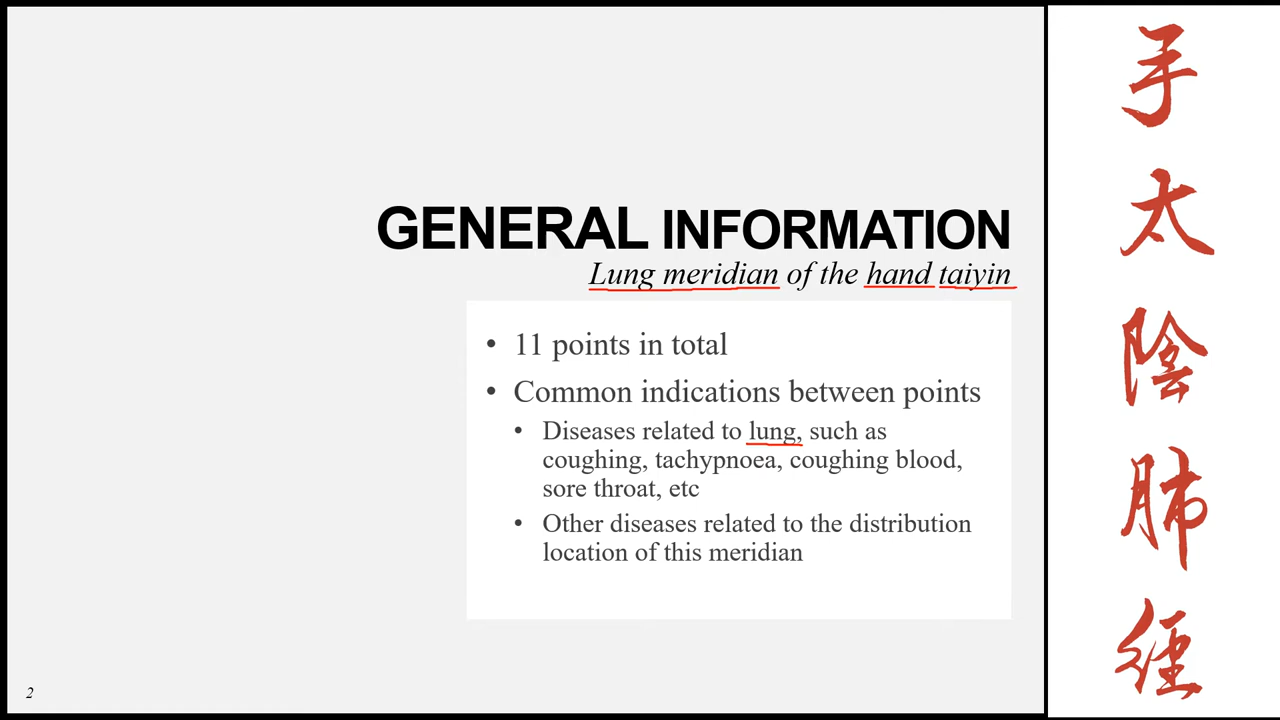 GENERAL INFORMATION
Lung meridian of the hand taiyin
• 11 points in total
• Common indications between points
• Diseases related to lung, such as
coughing, tachypnoea, coughing blood,
sore throat, etc
• Other diseases related to the distribution
location of this meridian
2
手
太
陰
肺
經